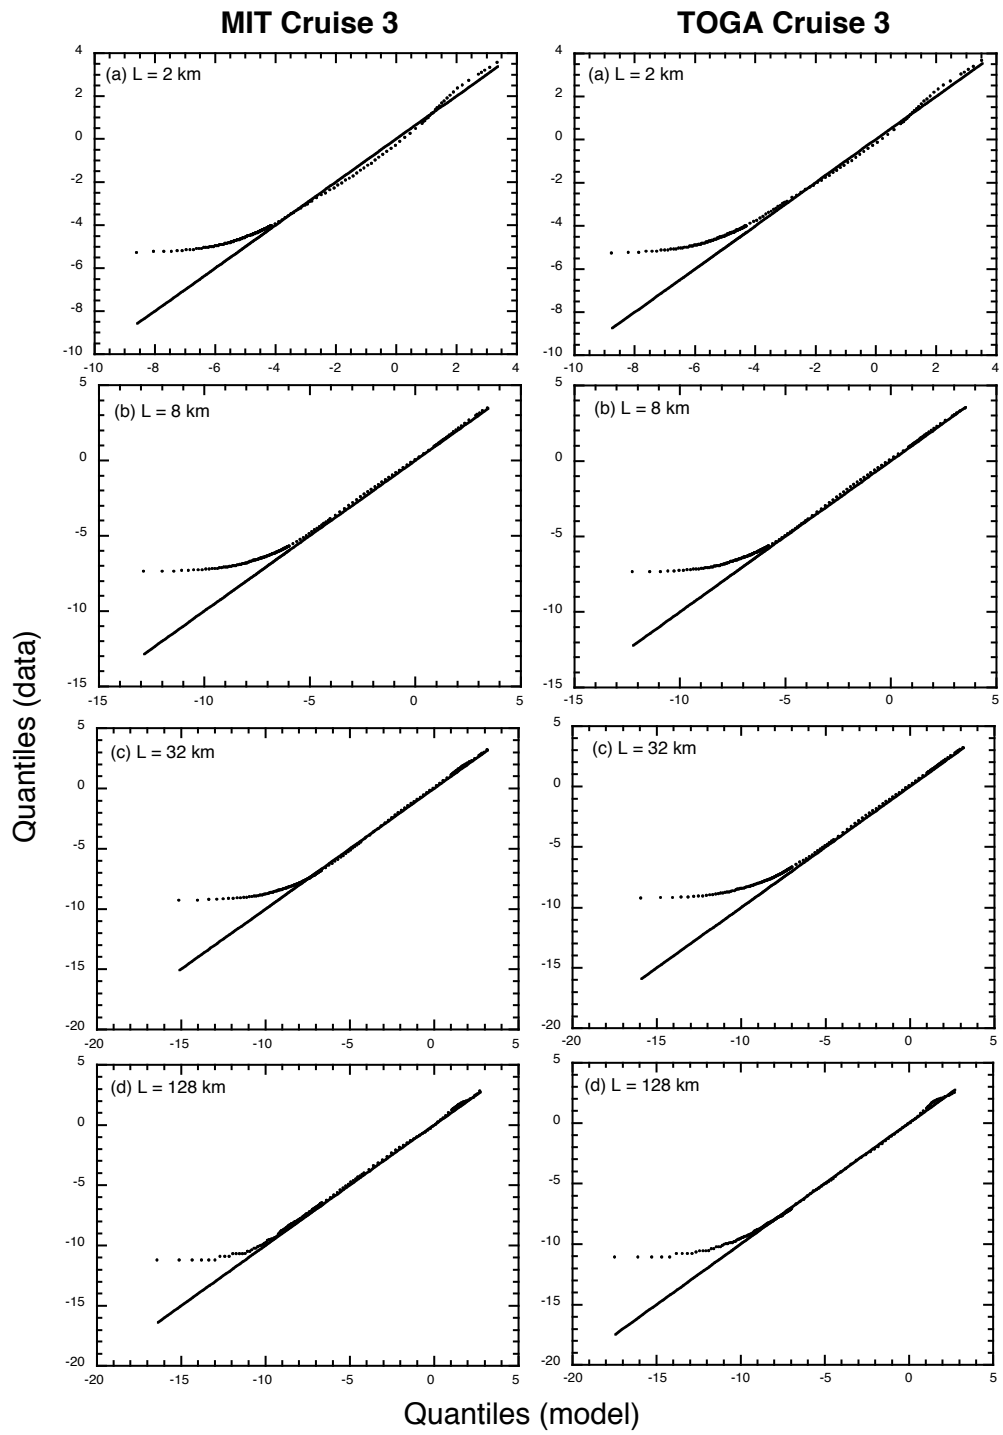 MIT Cruise 3
TOGA Cruise 3
Quantiles (data)
(a) L = 2 km
4
2
0
-2
-4
-6
-8
-10
-10 -8 -6 -4 -2 0 2 4
(a) L = 2 km
4
2
0
-2
-4
-6
-8
-10
-10 -8 -6 -4 -2 0 2 4
(b) L = 8 km
5
0
-5
-10
-15
-15 -10 -5 0 5
(b) L = 8 km
5
0
-5
-10
-15
-15 -10 -5 0 5
(c) L = 32 km
5
0
-5
-10
-15
-20
-20 -15 -10 -5 0 5
(c) L = 32 km
5
0
-5
-10
-15
-20
-20 -15 -10 -5 0 5
(d) L = 128 km
5
0
-5
-10
-15
-20
-20 -15 -10 -5 0 5
(d) L = 128 km
5
0
-5
-10
-15
-20
-20 -15 -10 -5 0 5
Quantiles (model)